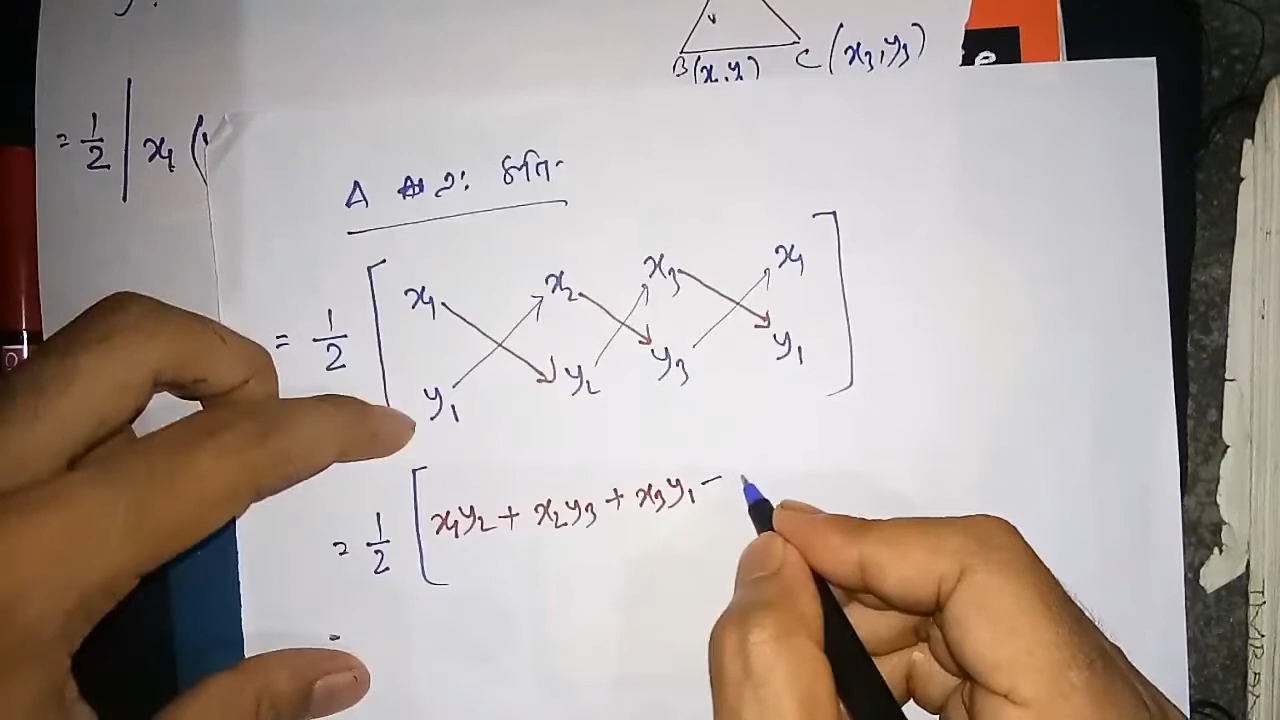 B(x, y) C(x₃, y₃)
= 1/2 | x₁ (
Δ
= 1/2 [ x₁ x₂ x₃ x₁
y₁ y₂ y₃ y₁ ]
= 1/2 [ x₁y₂ + x₂y₃ + x₃y₁ −
=